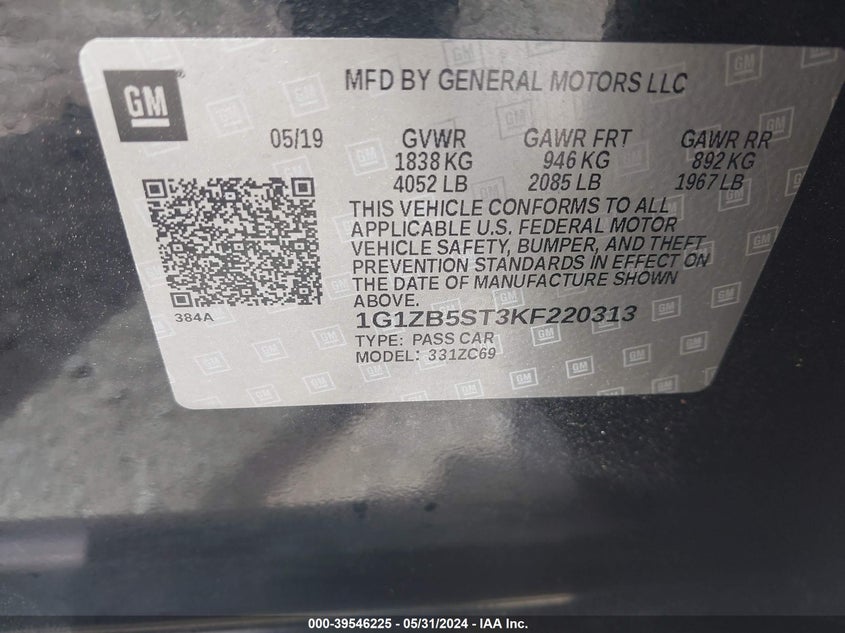 GM
MFD BY GENERAL MOTORS LLC
05/19 GVWR GAWR FRT GAWR RR
1838 KG 946 KG 892 KG
4052 LB 2085 LB 1967 LB
THIS VEHICLE CONFORMS TO ALL
APPLICABLE U.S. FEDERAL MOTOR
VEHICLE SAFETY, BUMPER, AND THEFT
PREVENTION STANDARDS IN EFFECT ON
THE DATE OF MANUFACTURE SHOWN
ABOVE.
384A
1G1ZB5ST3KF220313
TYPE: PASS CAR
MODEL: 331ZC69
000-39546225 - 05/31/2024 - IAA Inc.